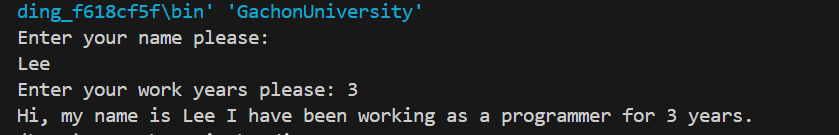 ding_f618cf5f\bin' 'GachonUniversity'
Enter your name please:
Lee
Enter your work years please: 3
Hi, my name is Lee I have been working as a programmer for 3 years.